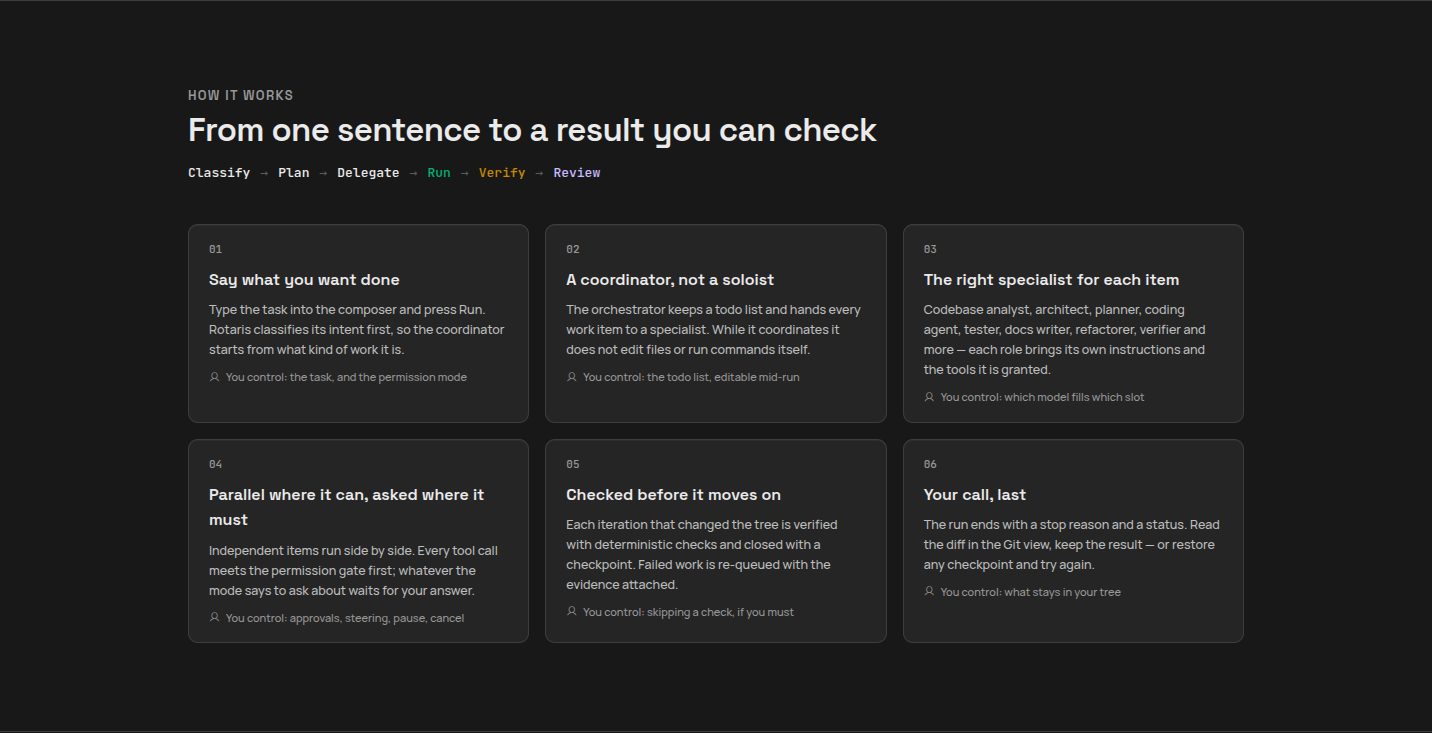 HOW IT WORKS
From one sentence to a result you can check
Classify → Plan → Delegate → Run → Verify → Review
01
Say what you want done
Type the task into the composer and press Run.
Rotaris classifies its intent first, so the coordinator
starts from what kind of work it is.
You control: the task, and the permission mode
02
A coordinator, not a soloist
The orchestrator keeps a todo list and hands every
work item to a specialist. While it coordinates it
does not edit files or run commands itself.
You control: the todo list, editable mid-run
03
The right specialist for each item
Codebase analyst, architect, planner, coding
agent, tester, docs writer, refactorer, verifier and
more — each role brings its own instructions and
the tools it is granted.
You control: which model fills which slot
04
Parallel where it can, asked where it
must
Independent items run side by side. Every tool call
meets the permission gate first; whatever the
mode says to ask about waits for your answer.
You control: approvals, steering, pause, cancel
05
Checked before it moves on
Each iteration that changed the tree is verified
with deterministic checks and closed with a
checkpoint. Failed work is re-queued with the
evidence attached.
You control: skipping a check, if you must
06
Your call, last
The run ends with a stop reason and a status. Read
the diff in the Git view, keep the result — or restore
any checkpoint and try again.
You control: what stays in your tree